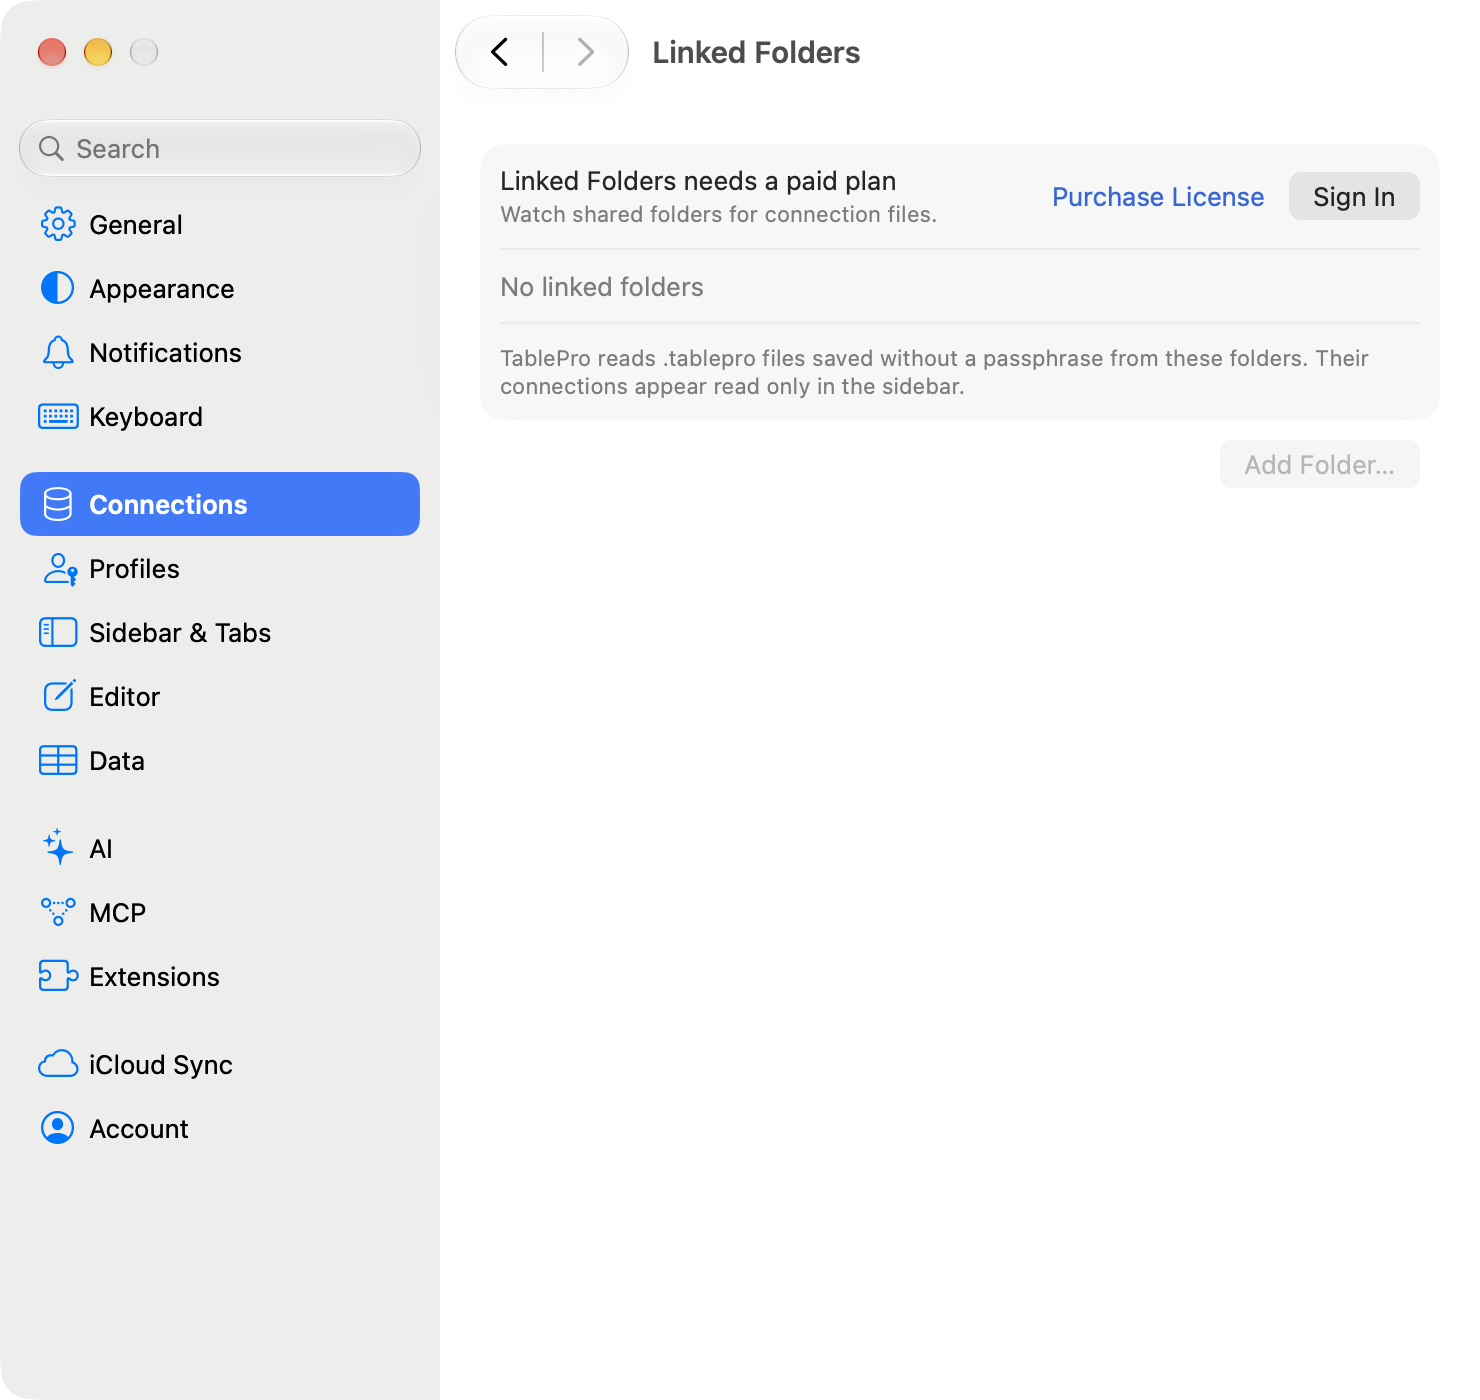 Linked Folders
Search
General
Appearance
Notifications
Keyboard
Connections
Profiles
Sidebar & Tabs
Editor
Data
AI
MCP
Extensions
iCloud Sync
Account
Linked Folders needs a paid plan
Watch shared folders for connection files.
Purchase License
Sign In
No linked folders
TablePro reads .tablepro files saved without a passphrase from these folders. Their
connections appear read only in the sidebar.
Add Folder...